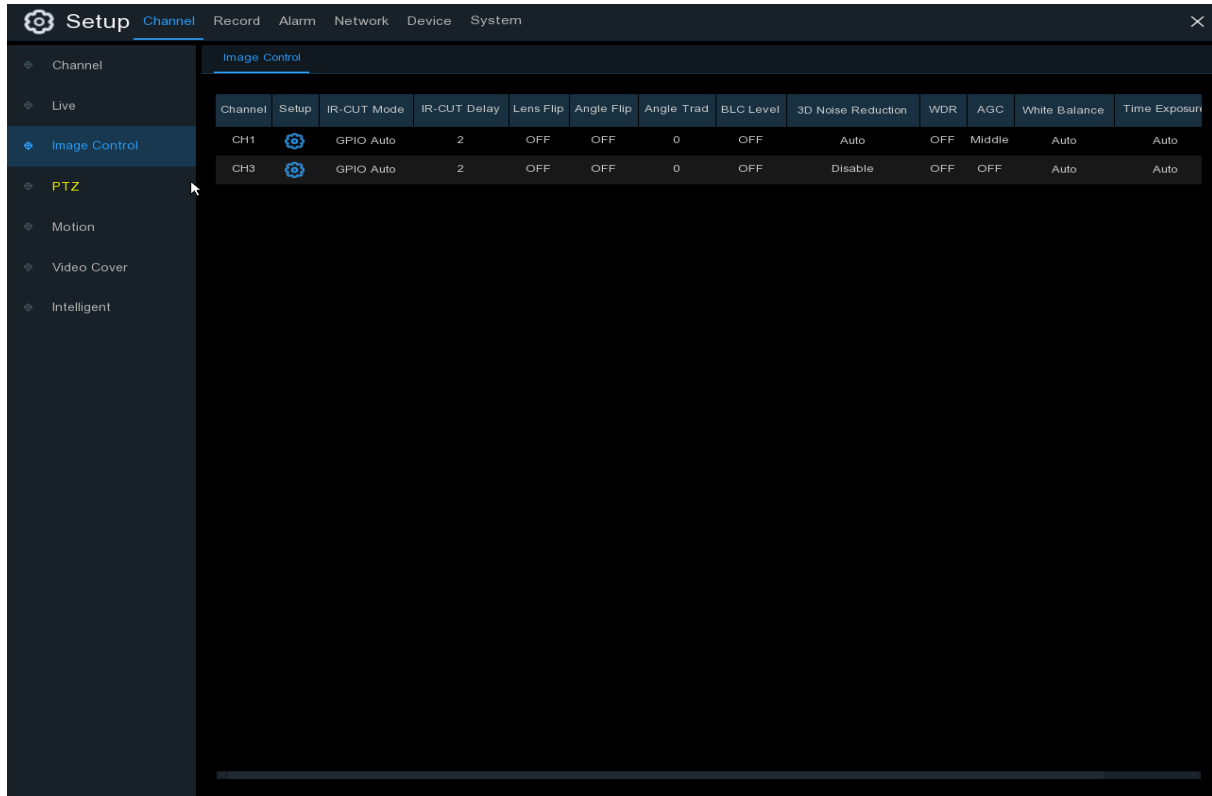 Setup Channel Record Alarm Network Device System
Channel
Live
Image Control
PTZ
Motion
Video Cover
Intelligent
Image Control
Channel Setup IR-CUT Mode IR-CUT Delay Lens Flip Angle Flip Angle Trad BLC Level 3D Noise Reduction WDR AGC White Balance Time Exposure
CH1 GPIO Auto 2 OFF OFF 0 OFF Auto OFF Middle Auto Auto
CH3 GPIO Auto 2 OFF OFF 0 OFF Disable OFF OFF Auto Auto